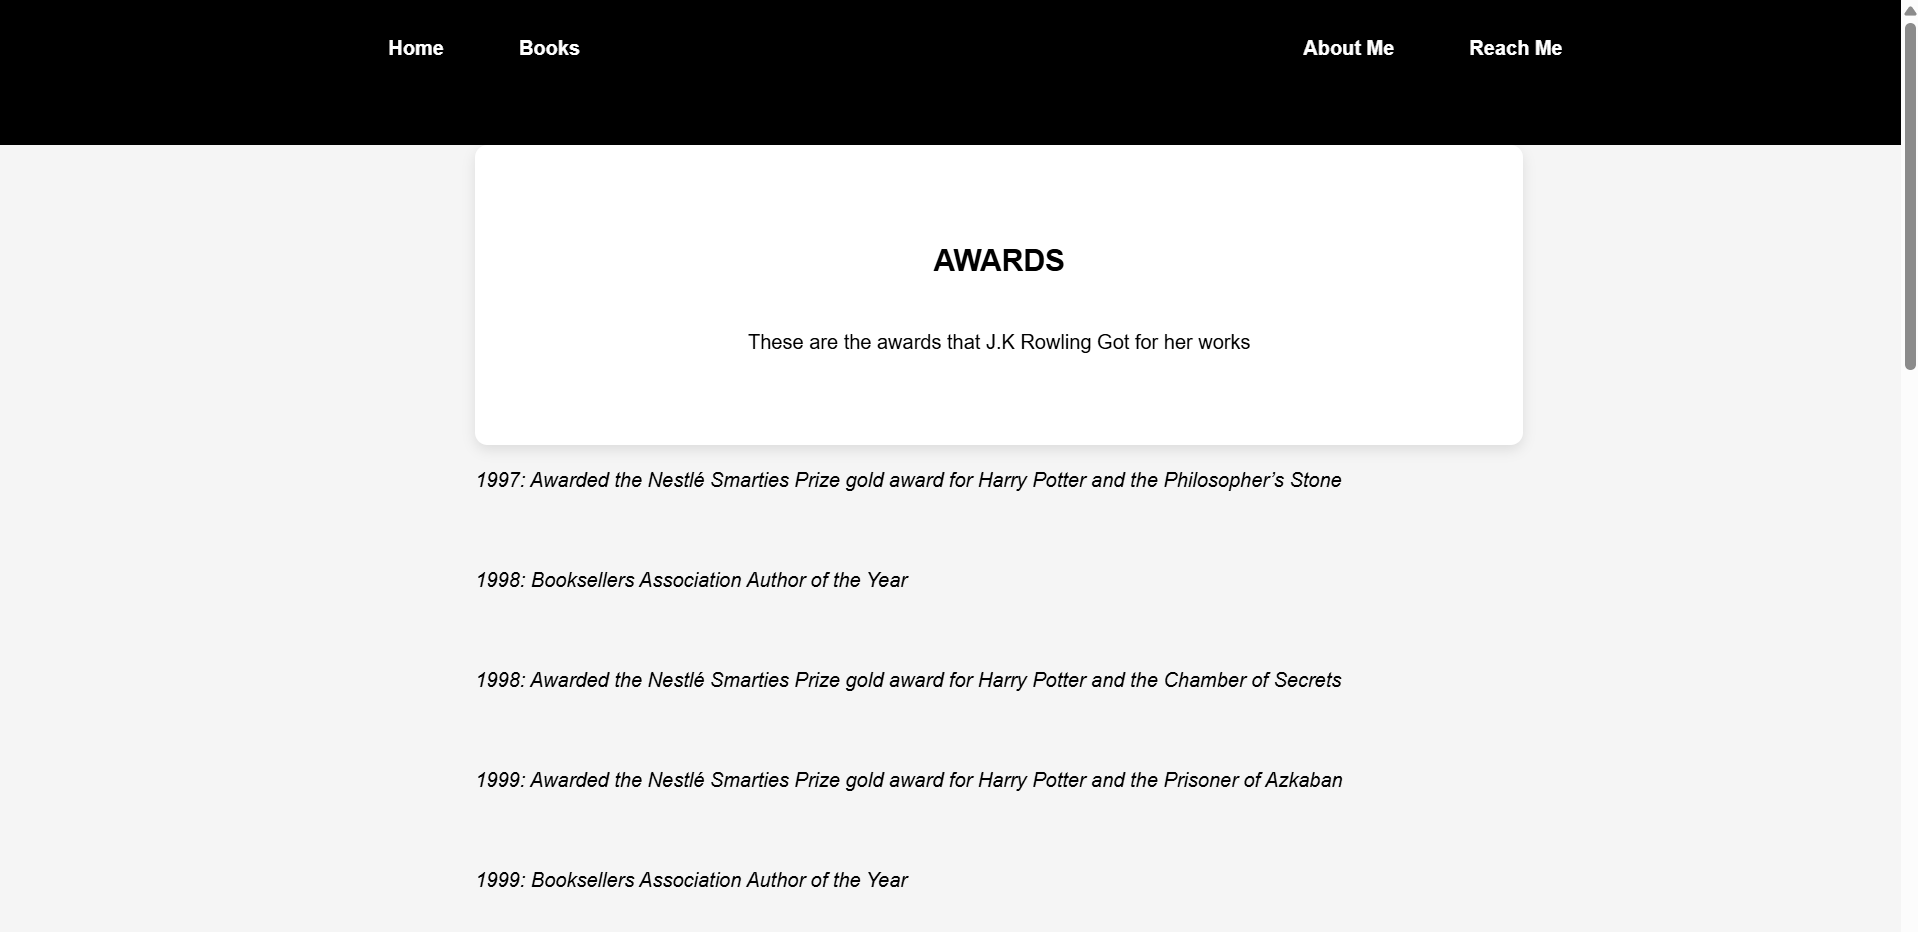 Home Books About Me Reach Me
AWARDS
These are the awards that J.K Rowling Got for her works
1997: Awarded the Nestlé Smarties Prize gold award for Harry Potter and the Philosopher’s Stone
1998: Booksellers Association Author of the Year
1998: Awarded the Nestlé Smarties Prize gold award for Harry Potter and the Chamber of Secrets
1999: Awarded the Nestlé Smarties Prize gold award for Harry Potter and the Prisoner of Azkaban
1999: Booksellers Association Author of the Year